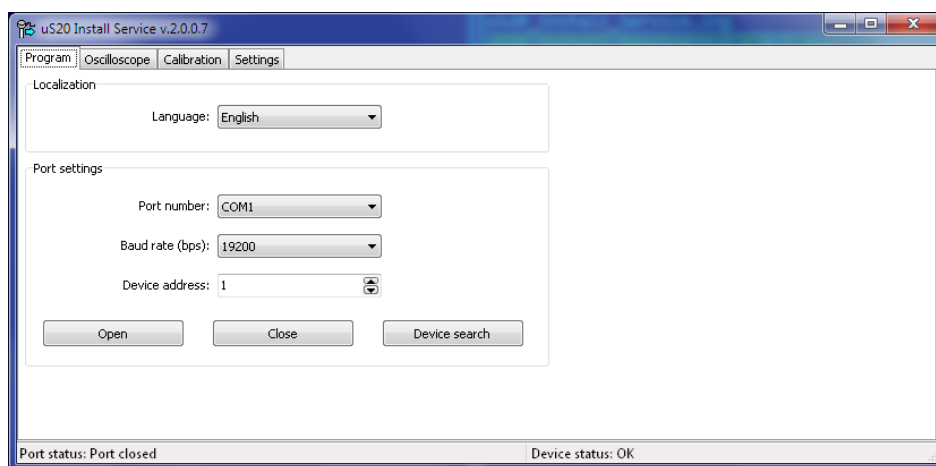 uS20 Install Service v.2.0.0.7
Program Oscilloscope Calibration Settings
Localization
Language: English
Port settings
Port number: COM1
Baud rate (bps): 19200
Device address: 1
Open Close Device search
Port status: Port closed Device status: OK